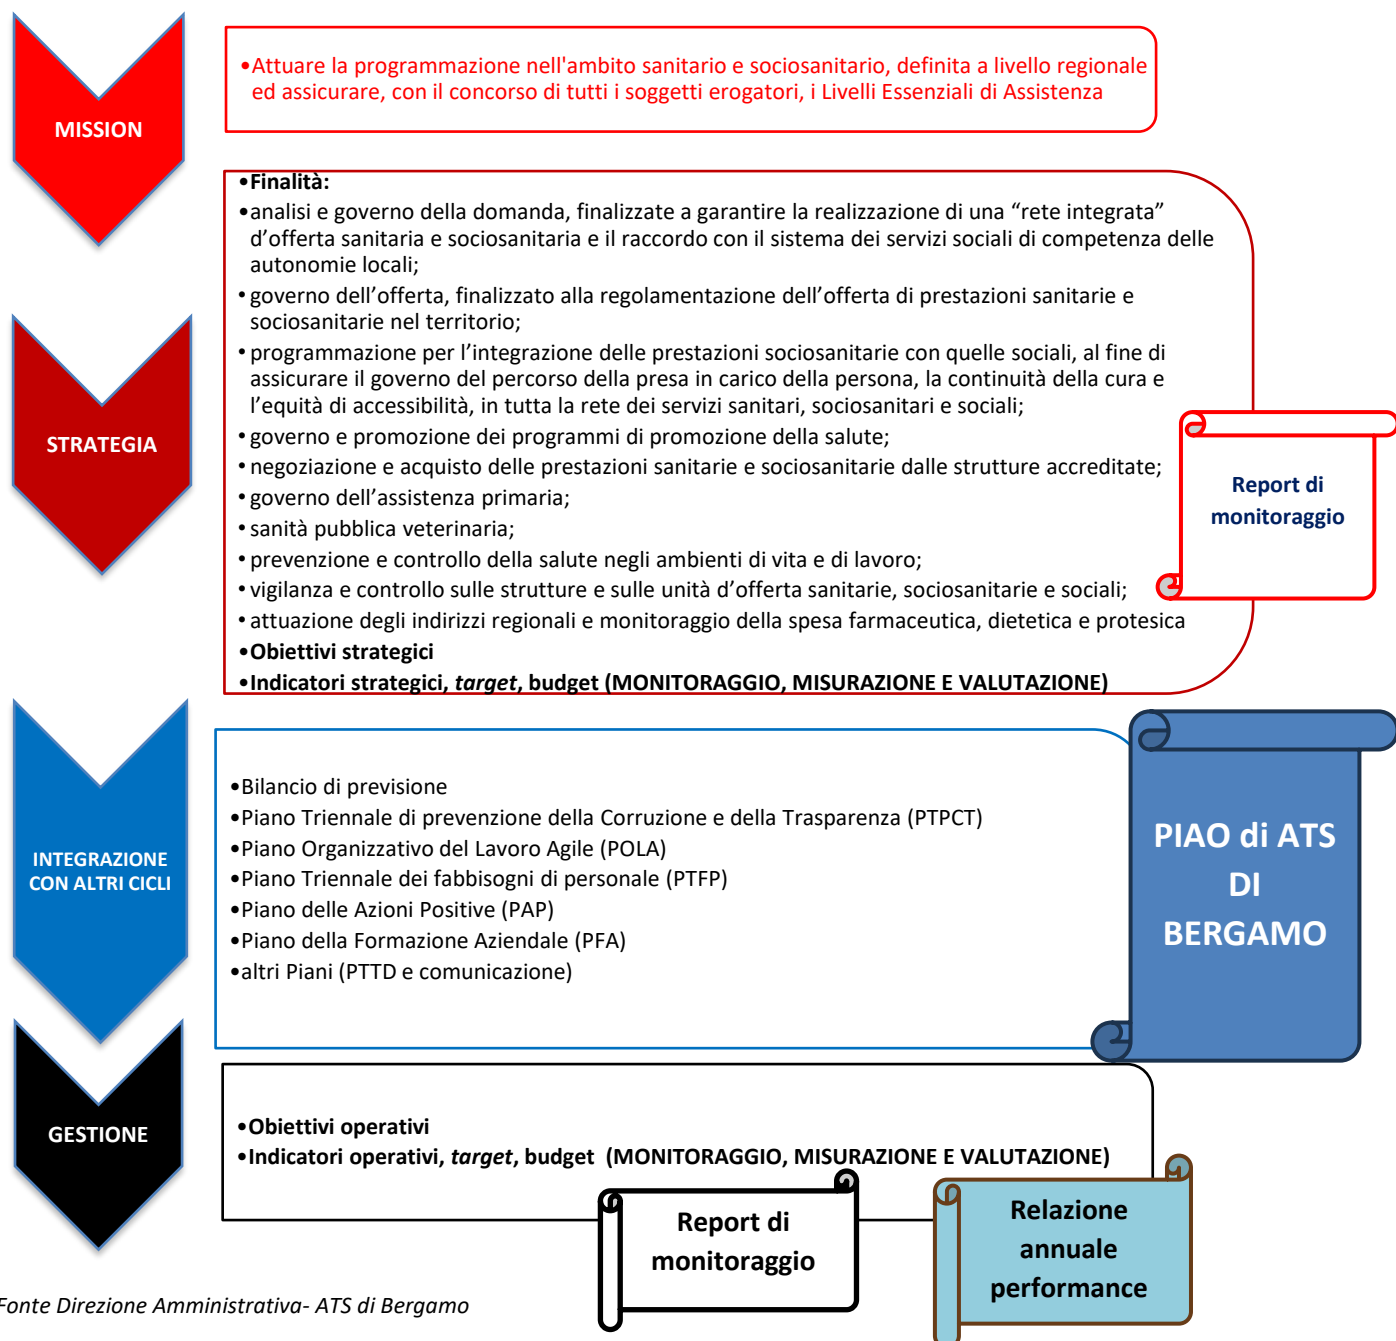 MISSION
•Attuare la programmazione nell'ambito sanitario e sociosanitario, definita a livello regionale
ed assicurare, con il concorso di tutti i soggetti erogatori, i Livelli Essenziali di Assistenza
STRATEGIA
•Finalità:
•analisi e governo della domanda, finalizzate a garantire la realizzazione di una “rete integrata”
d’offerta sanitaria e sociosanitaria e il raccordo con il sistema dei servizi sociali di competenza delle
autonomie locali;
•governo dell’offerta, finalizzato alla regolamentazione dell’offerta di prestazioni sanitarie e
sociosanitarie nel territorio;
•programmazione per l’integrazione delle prestazioni sociosanitarie con quelle sociali, al fine di
assicurare il governo del percorso della presa in carico della persona, la continuità della cura e
l’equità di accessibilità, in tutta la rete dei servizi sanitari, sociosanitari e sociali;
•governo e promozione dei programmi di promozione della salute;
•negoziazione e acquisto delle prestazioni sanitarie e sociosanitarie dalle strutture accreditate;
•governo dell’assistenza primaria;
•sanità pubblica veterinaria;
•prevenzione e controllo della salute negli ambienti di vita e di lavoro;
•vigilanza e controllo sulle strutture e sulle unità d’offerta sanitarie, sociosanitarie e sociali;
•attuazione degli indirizzi regionali e monitoraggio della spesa farmaceutica, dietetica e protesica
•Obiettivi strategici
•Indicatori strategici, target, budget (MONITORAGGIO, MISURAZIONE E VALUTAZIONE)
Report di
monitoraggio
INTEGRAZIONE
CON ALTRI CICLI
•Bilancio di previsione
•Piano Triennale di prevenzione della Corruzione e della Trasparenza (PTPCT)
•Piano Organizzativo del Lavoro Agile (POLA)
•Piano Triennale dei fabbisogni di personale (PTFP)
•Piano delle Azioni Positive (PAP)
•Piano della Formazione Aziendale (PFA)
•altri Piani (PTTD e comunicazione)
PIAO di ATS
DI
BERGAMO
GESTIONE
•Obiettivi operativi
•Indicatori operativi, target, budget (MONITORAGGIO, MISURAZIONE E VALUTAZIONE)
Report di
monitoraggio
Relazione
annuale
performance
Fonte Direzione Amministrativa- ATS di Bergamo